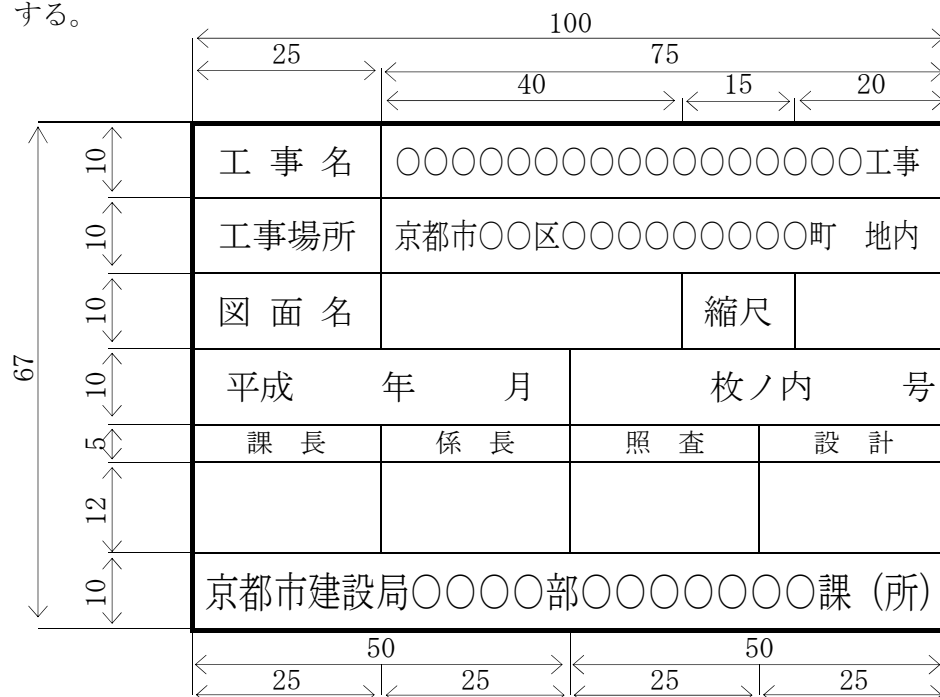 する。
100
25 75
40 15 20
67
10 工 事 名 ○○○○○○○○○○○○○○○○○工事
10 工事場所 京都市○○区○○○○○○○○○町　地内
10 図 面 名 縮尺
10 平成　　年　　月 枚ノ内　　号
5 課 長 係 長 照 査 設 計
12
10 京都市建設局○○○○部○○○○○○○課（所）
50 50
25 25 25 25